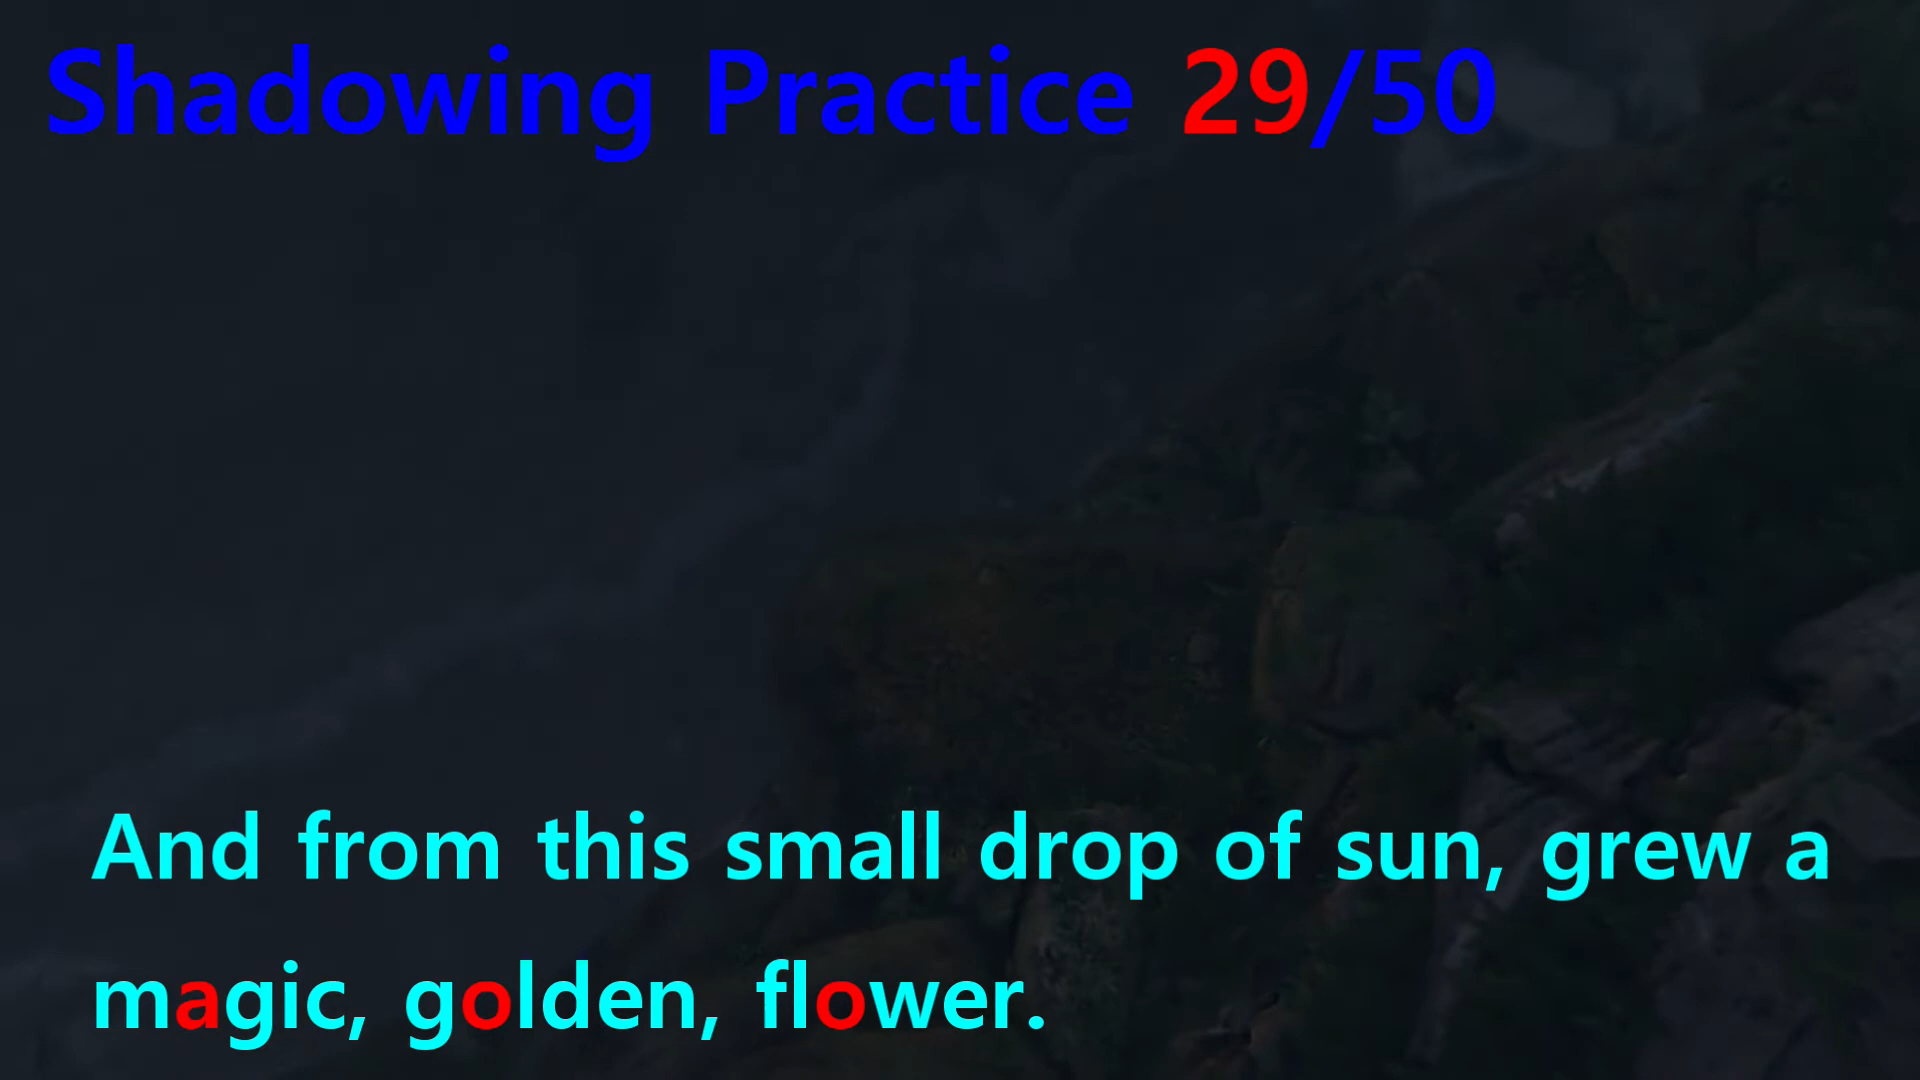 Shadowing Practice 29/50
And from this small drop of sun, grew a
magic, golden, flower.